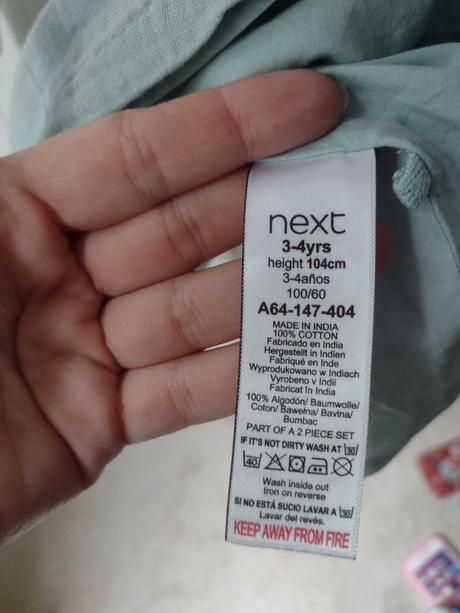 next
3-4yrs
height 104cm
3-4años
100/60
A64-147-404
MADE IN INDIA
100% COTTON
Fabricado en India
Hergestellt in Indien
Fabriqué en Inde
Wyprodukowano w Indiach
Vyrobeno v Indii
Fabricat în India
100% Algodón/ Baumwolle/
Coton/ Bawełna/ Bavlna/
Bumbac
PART OF A 2 PIECE SET
IF IT'S NOT DIRTY WASH AT 30
40
Wash inside out
Iron on reverse
SI NO ESTÁ SUCIO LAVAR A 30
Lavar del revés.
KEEP AWAY FROM FIRE